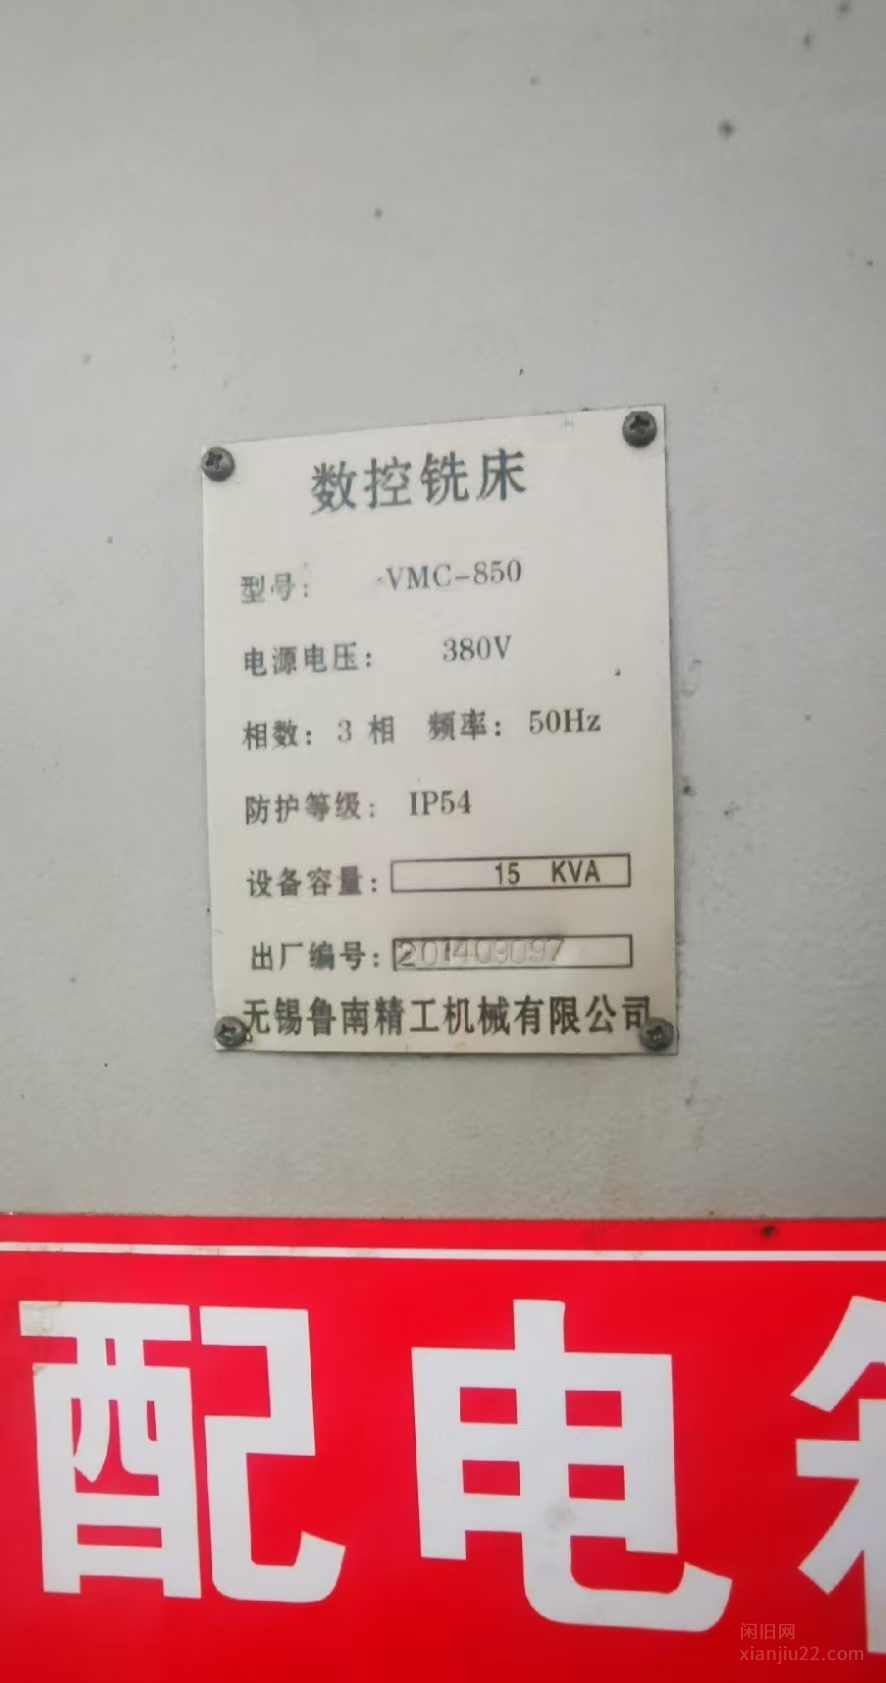 数控铣床
型号： VMC-850
电源电压： 380V
相数：3 相 频率：50Hz
防护等级： IP54
设备容量： 15 KVA
出厂编号：201409097
无锡鲁南精工机械有限公司
配电箱
闲旧网
xianjiu22.com